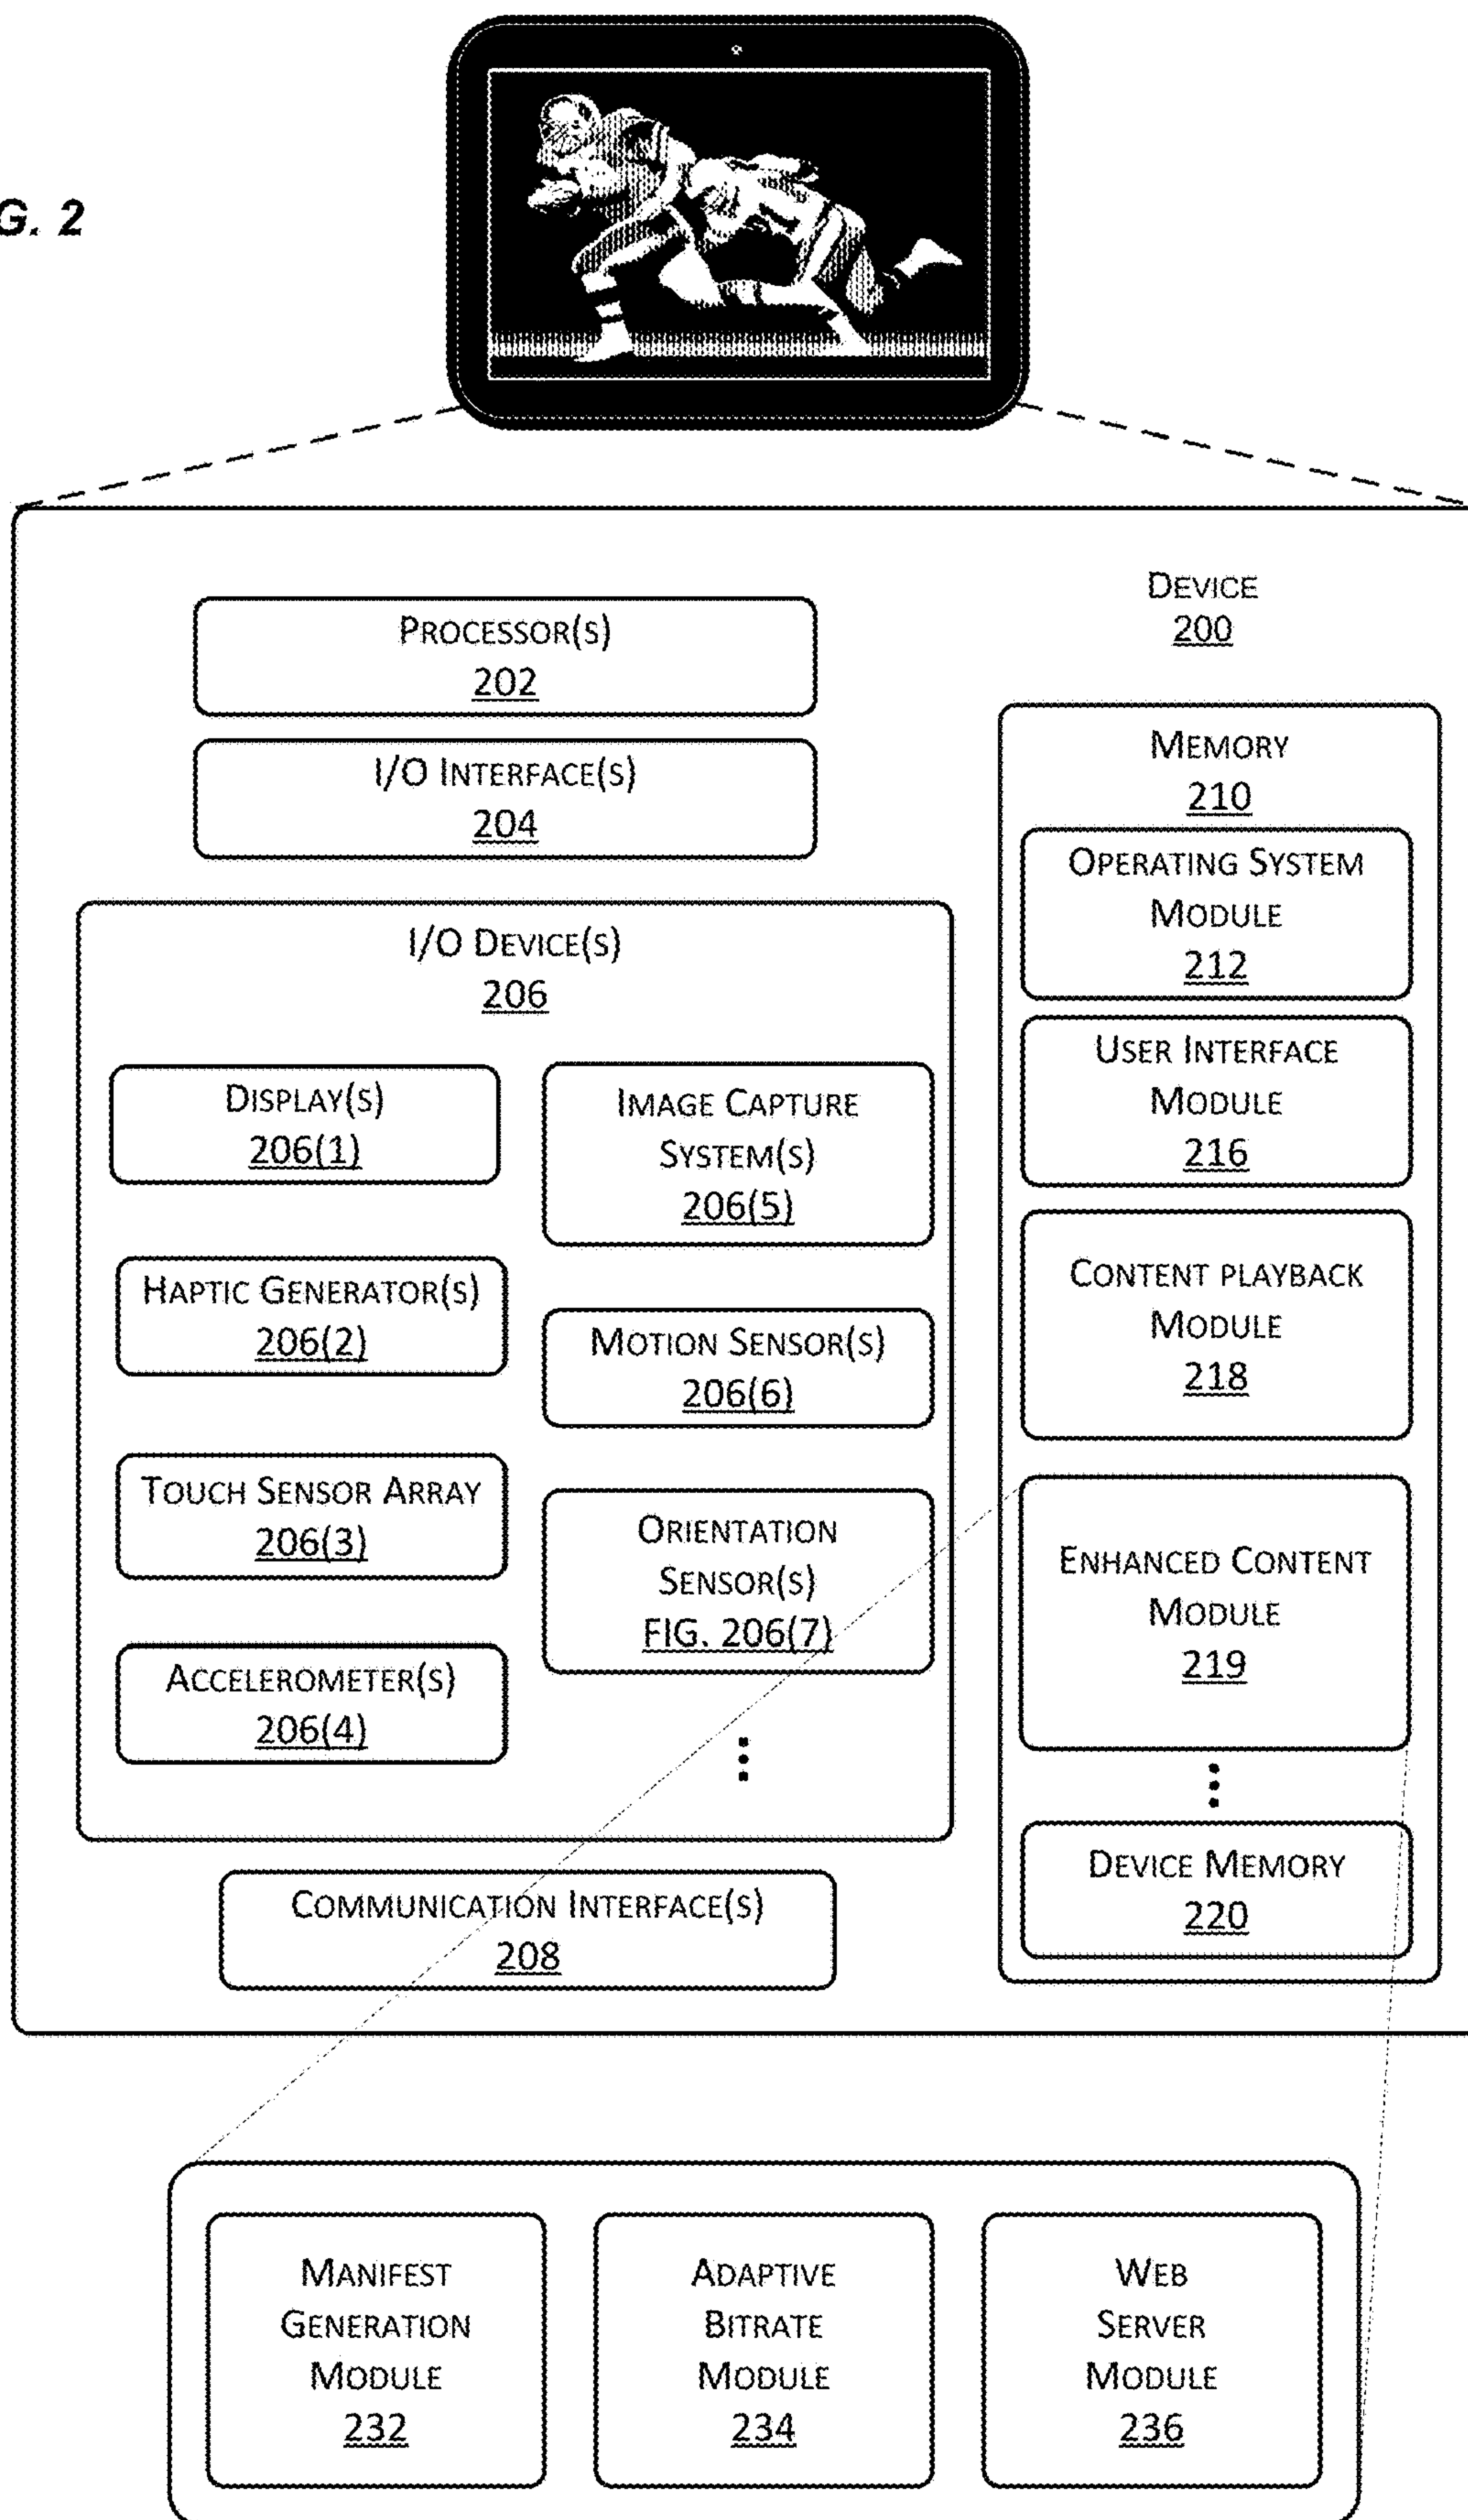 G. 2
DEVICE
200
PROCESSOR(S)
202
I/O INTERFACE(S)
204
I/O DEVICE(S)
206
DISPLAY(S)
206(1)
HAPTIC GENERATOR(S)
206(2)
TOUCH SENSOR ARRAY
206(3)
ACCELEROMETER(S)
206(4)
IMAGE CAPTURE
SYSTEM(S)
206(5)
MOTION SENSOR(S)
206(6)
ORIENTATION
SENSOR(S)
FIG. 206(7)
COMMUNICATION INTERFACE(S)
208
MEMORY
210
OPERATING SYSTEM
MODULE
212
USER INTERFACE
MODULE
216
CONTENT PLAYBACK
MODULE
218
ENHANCED CONTENT
MODULE
219
DEVICE MEMORY
220
MANIFEST
GENERATION
MODULE
232
ADAPTIVE
BITRATE
MODULE
234
WEB
SERVER
MODULE
236